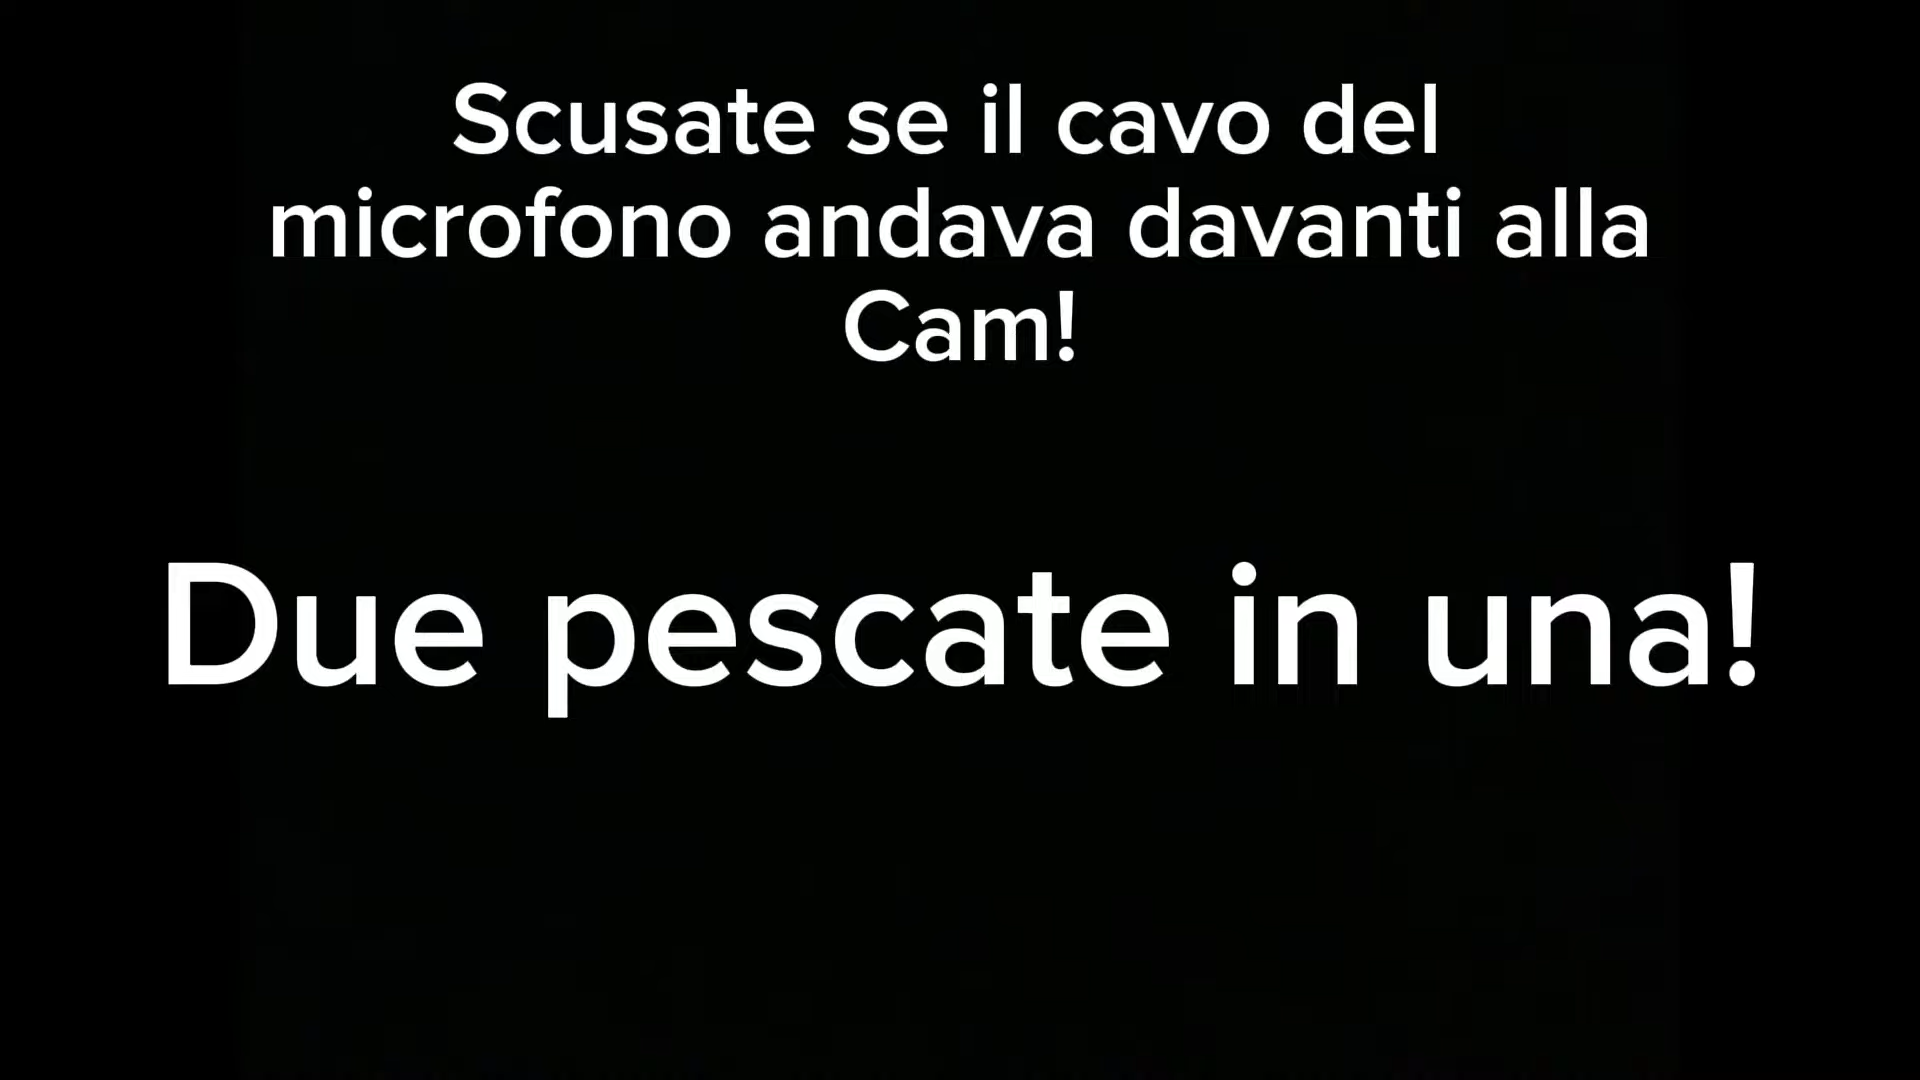 Scusate se il cavo del
microfono andava davanti alla
Cam!
Due pescate in una!